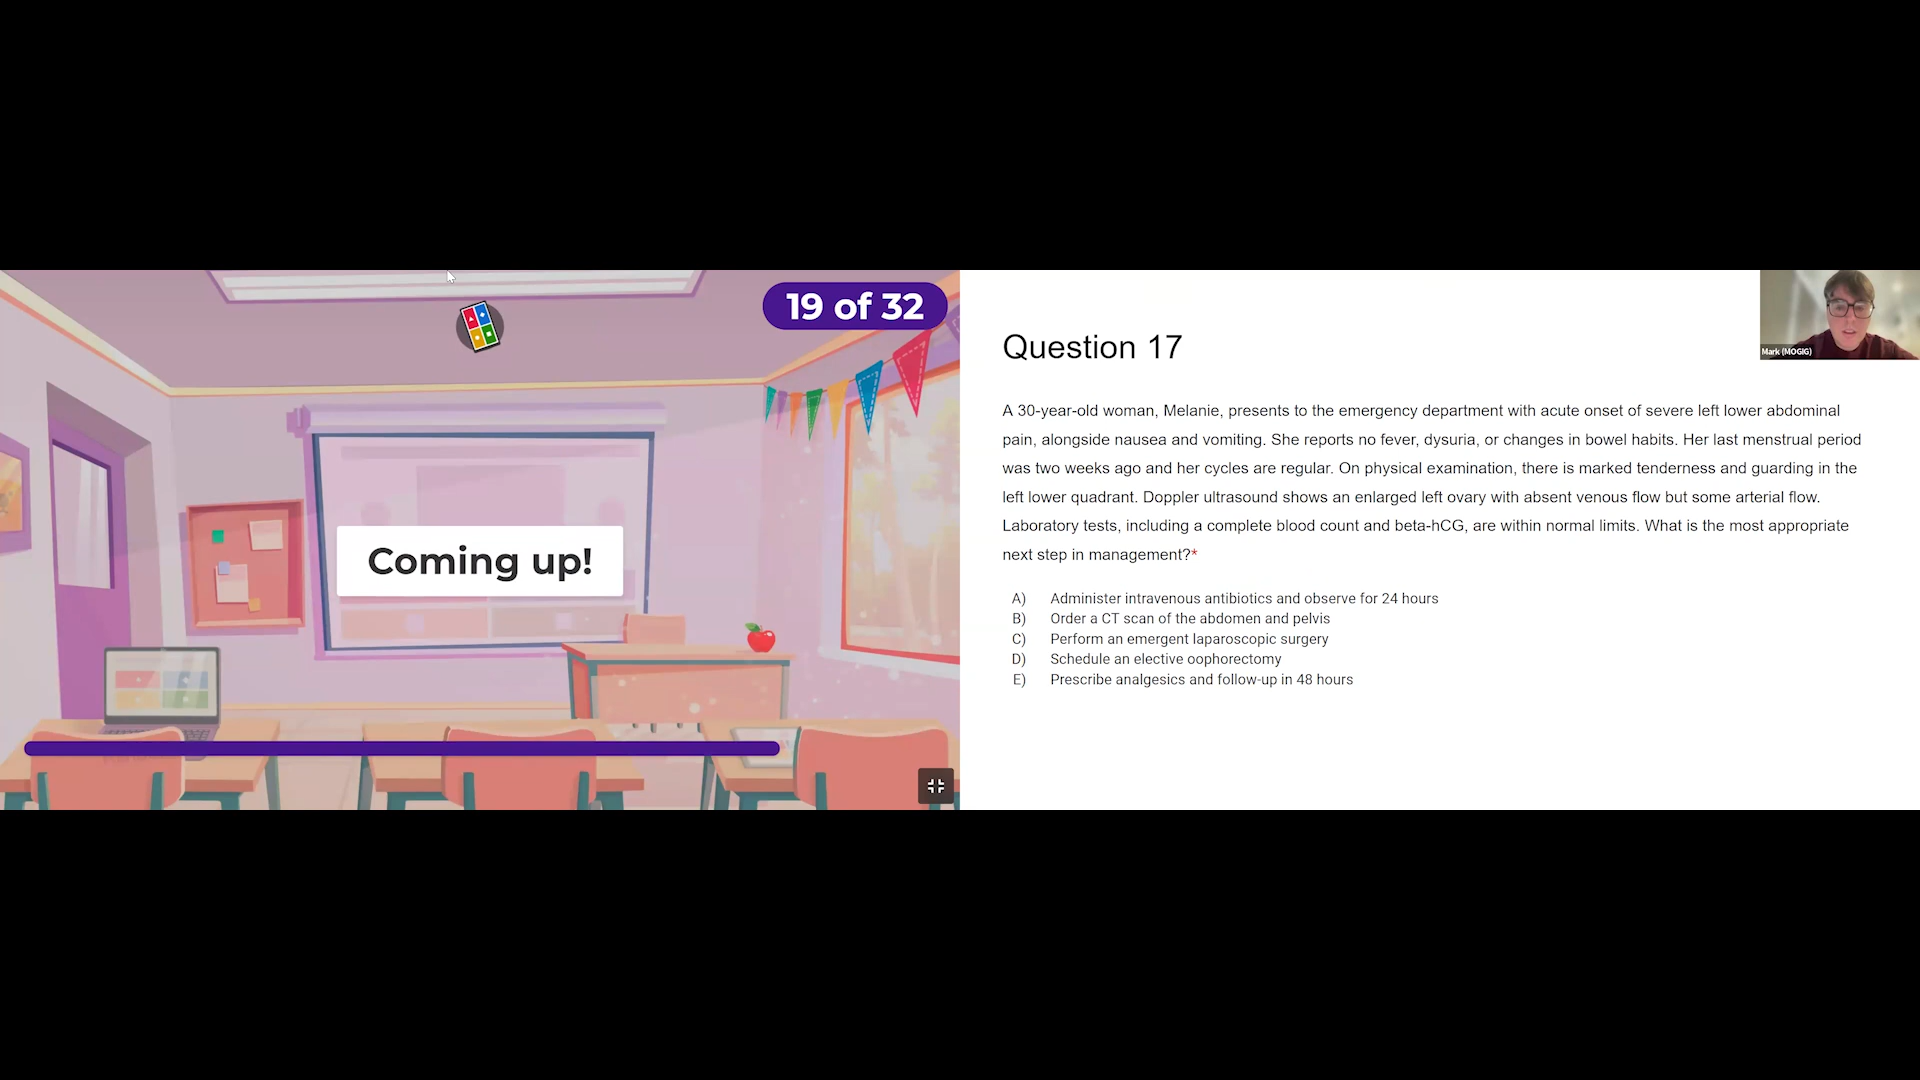 19 of 32
Coming up!
Mark (MOGIG)
Question 17
A 30-year-old woman, Melanie, presents to the emergency department with acute onset of severe left lower abdominal
pain, alongside nausea and vomiting. She reports no fever, dysuria, or changes in bowel habits. Her last menstrual period
was two weeks ago and her cycles are regular. On physical examination, there is marked tenderness and guarding in the
left lower quadrant. Doppler ultrasound shows an enlarged left ovary with absent venous flow but some arterial flow.
Laboratory tests, including a complete blood count and beta-hCG, are within normal limits. What is the most appropriate
next step in management?*
A) Administer intravenous antibiotics and observe for 24 hours
B) Order a CT scan of the abdomen and pelvis
C) Perform an emergent laparoscopic surgery
D) Schedule an elective oophorectomy
E) Prescribe analgesics and follow-up in 48 hours